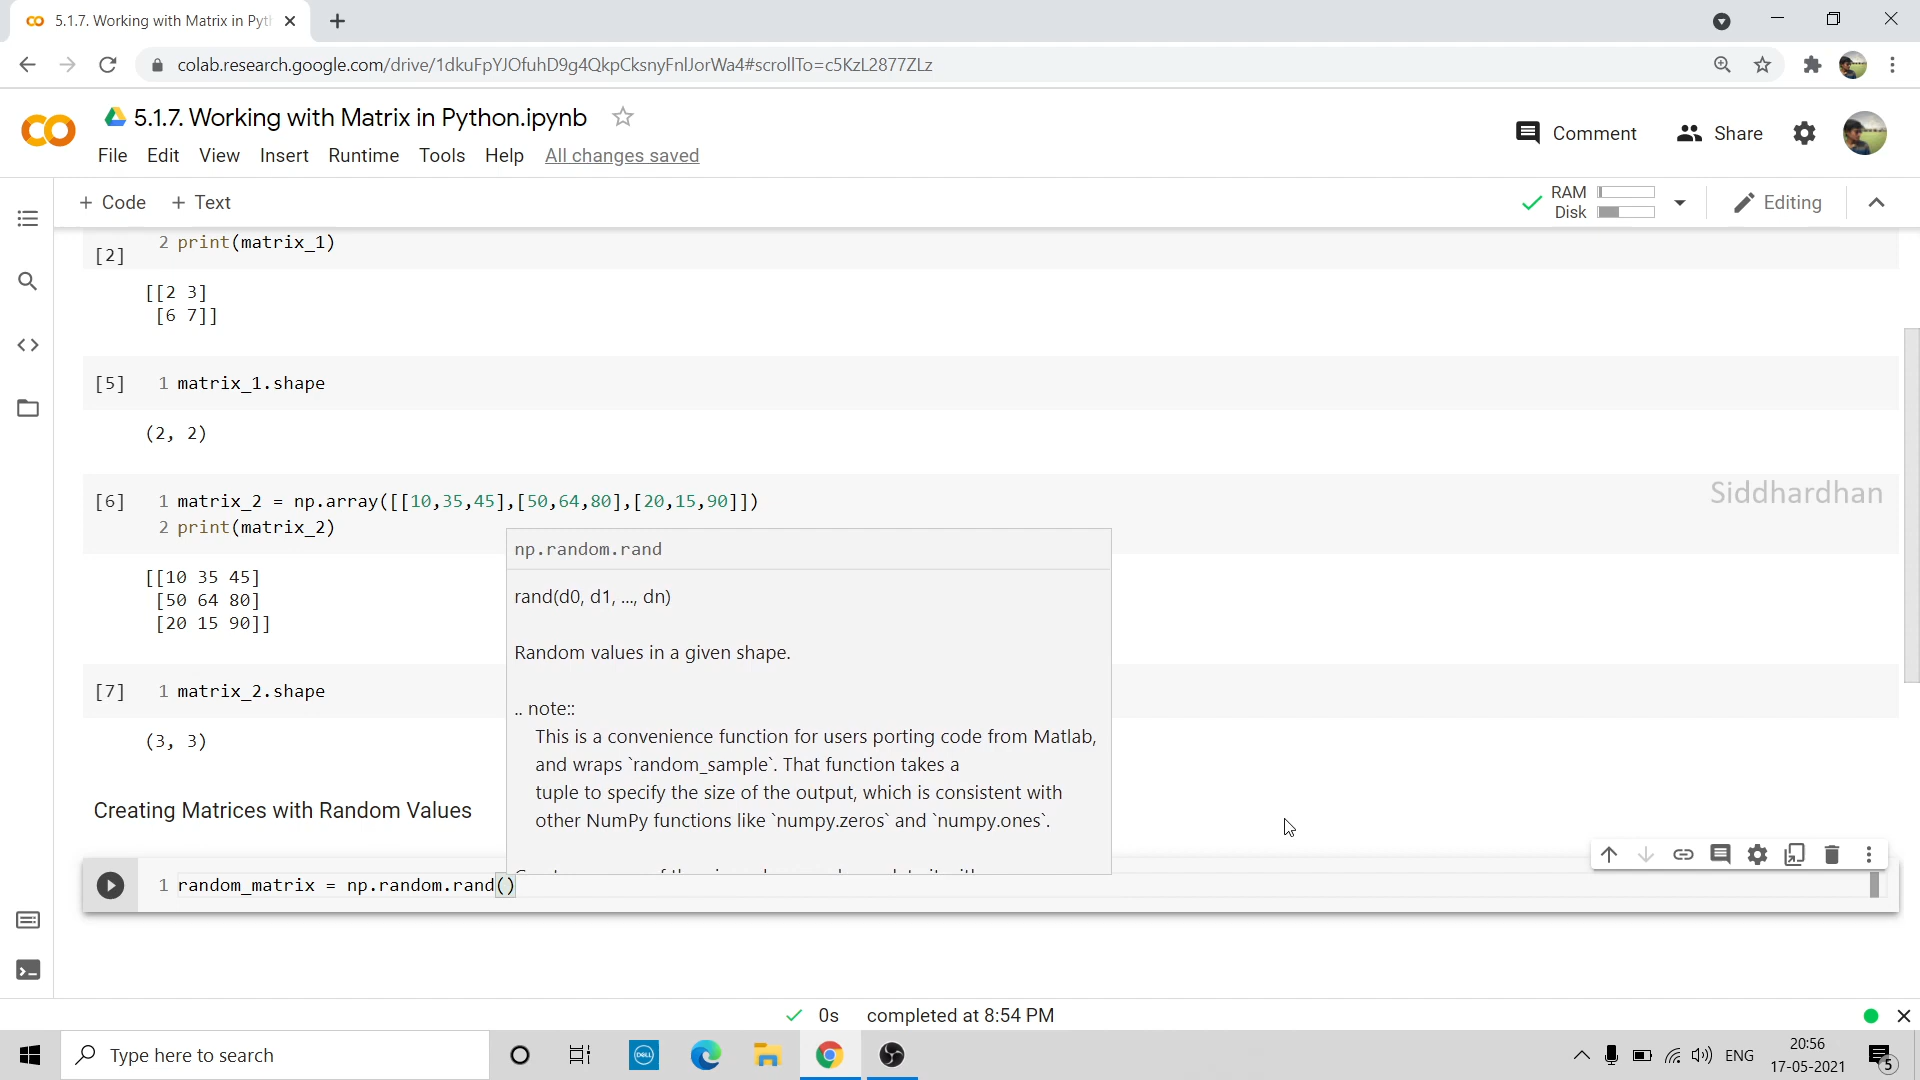 5.1.7. Working with Matrix in Pyth
colab.research.google.com/drive/1dkuFpYJOfuhD9g4QkpCksnyFnlJorWa4#scrollTo=c5KzL2877ZLz
5.1.7. Working with Matrix in Python.ipynb
Comment
Share
File Edit View Insert Runtime Tools Help All changes saved
+ Code + Text
RAM
Disk
Editing
[2] 2 print(matrix_1)
[[2 3]
[6 7]]
[5] 1 matrix_1.shape
(2, 2)
Siddhardhan
[6] 1 matrix_2 = np.array([[10,35,45],[50,64,80],[20,15,90]])
2 print(matrix_2)
[[10 35 45]
[50 64 80]
[20 15 90]]
[7] 1 matrix_2.shape
(3, 3)
np.random.rand
rand(d0, d1, ..., dn)
Random values in a given shape.
.. note::
This is a convenience function for users porting code from Matlab,
and wraps `random_sample`. That function takes a
tuple to specify the size of the output, which is consistent with
other NumPy functions like `numpy.zeros` and `numpy.ones`.
Creating Matrices with Random Values
1 random_matrix = np.random.rand()
0s completed at 8:54 PM
Type here to search
DELL
ENG
20:56
17-05-2021
5